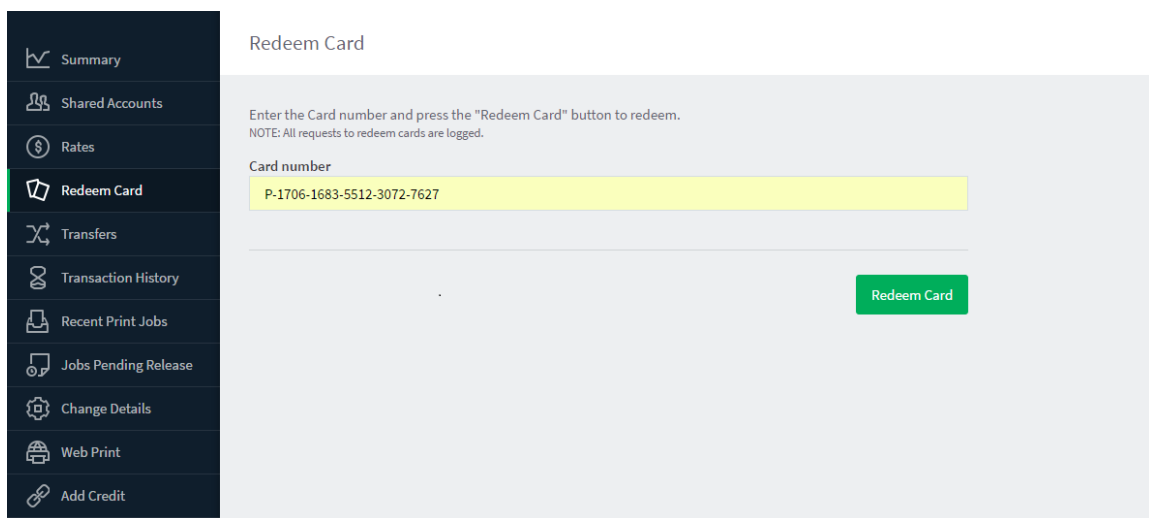 Summary
Shared Accounts
Rates
Redeem Card
Transfers
Transaction History
Recent Print Jobs
Jobs Pending Release
Change Details
Web Print
Add Credit
Redeem Card
Enter the Card number and press the "Redeem Card" button to redeem.
NOTE: All requests to redeem cards are logged.
Card number
P-1706-1683-5512-3072-7627
Redeem Card